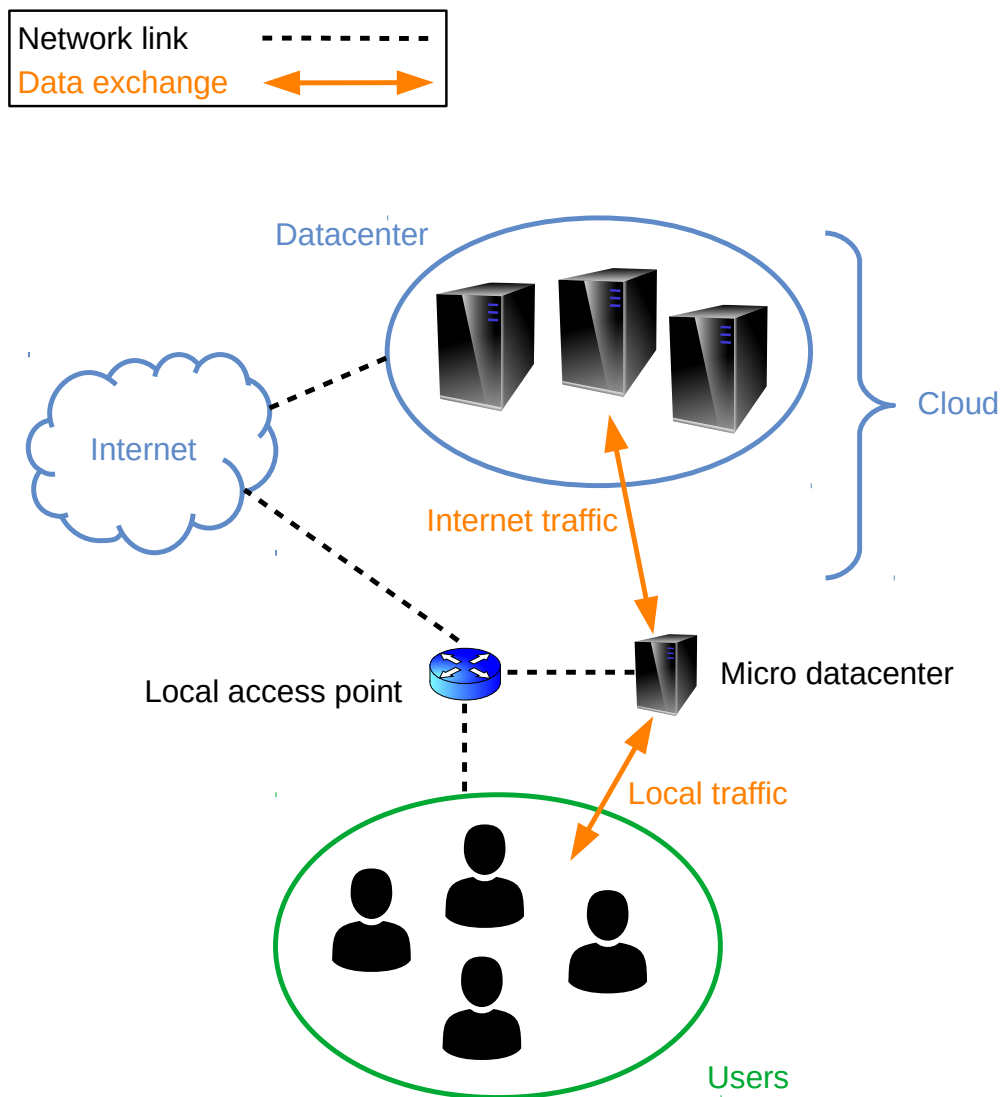 Network link
Data exchange
Datacenter
Cloud
Internet
Internet traffic
Local access point
Micro datacenter
Local traffic
Users